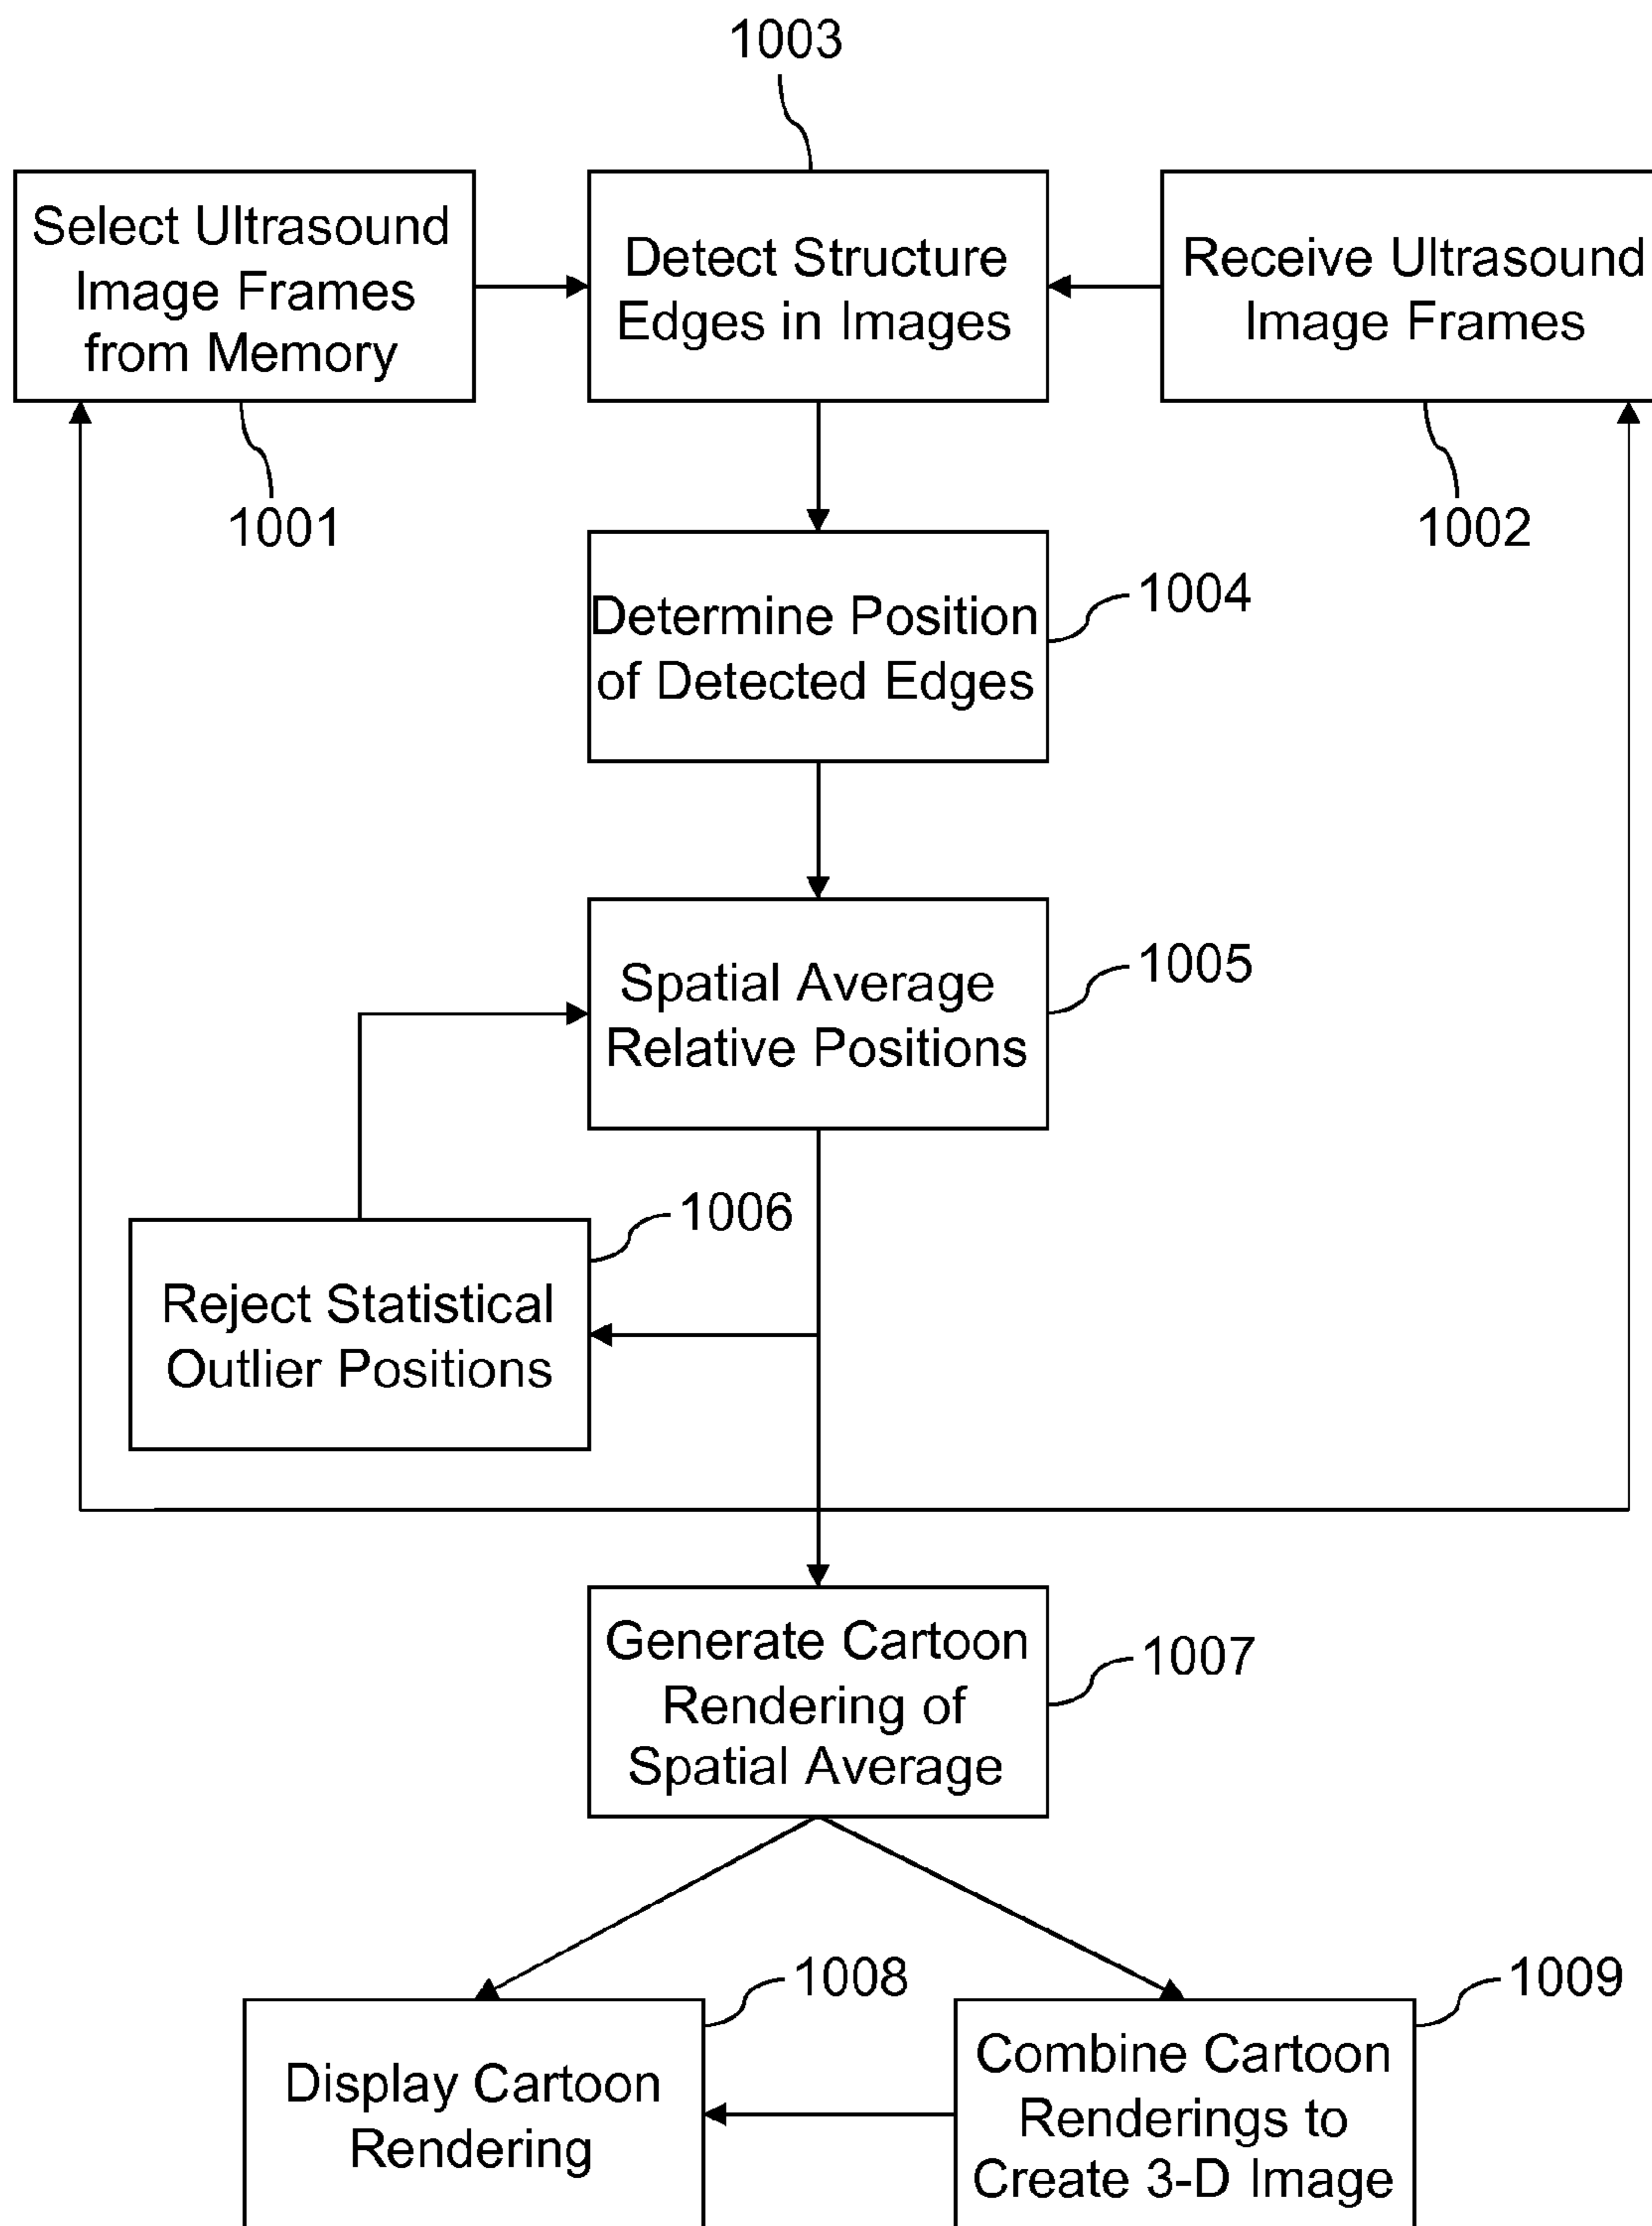 1003
Select Ultrasound
Image Frames
from Memory
Detect Structure
Edges in Images
Receive Ultrasound
Image Frames
1001
1002
Determine Position
of Detected Edges
1004
Spatial Average
Relative Positions
1005
1006
Reject Statistical
Outlier Positions
Generate Cartoon
Rendering of
Spatial Average
1007
1008
1009
Display Cartoon
Rendering
Combine Cartoon
Renderings to
Create 3-D Image